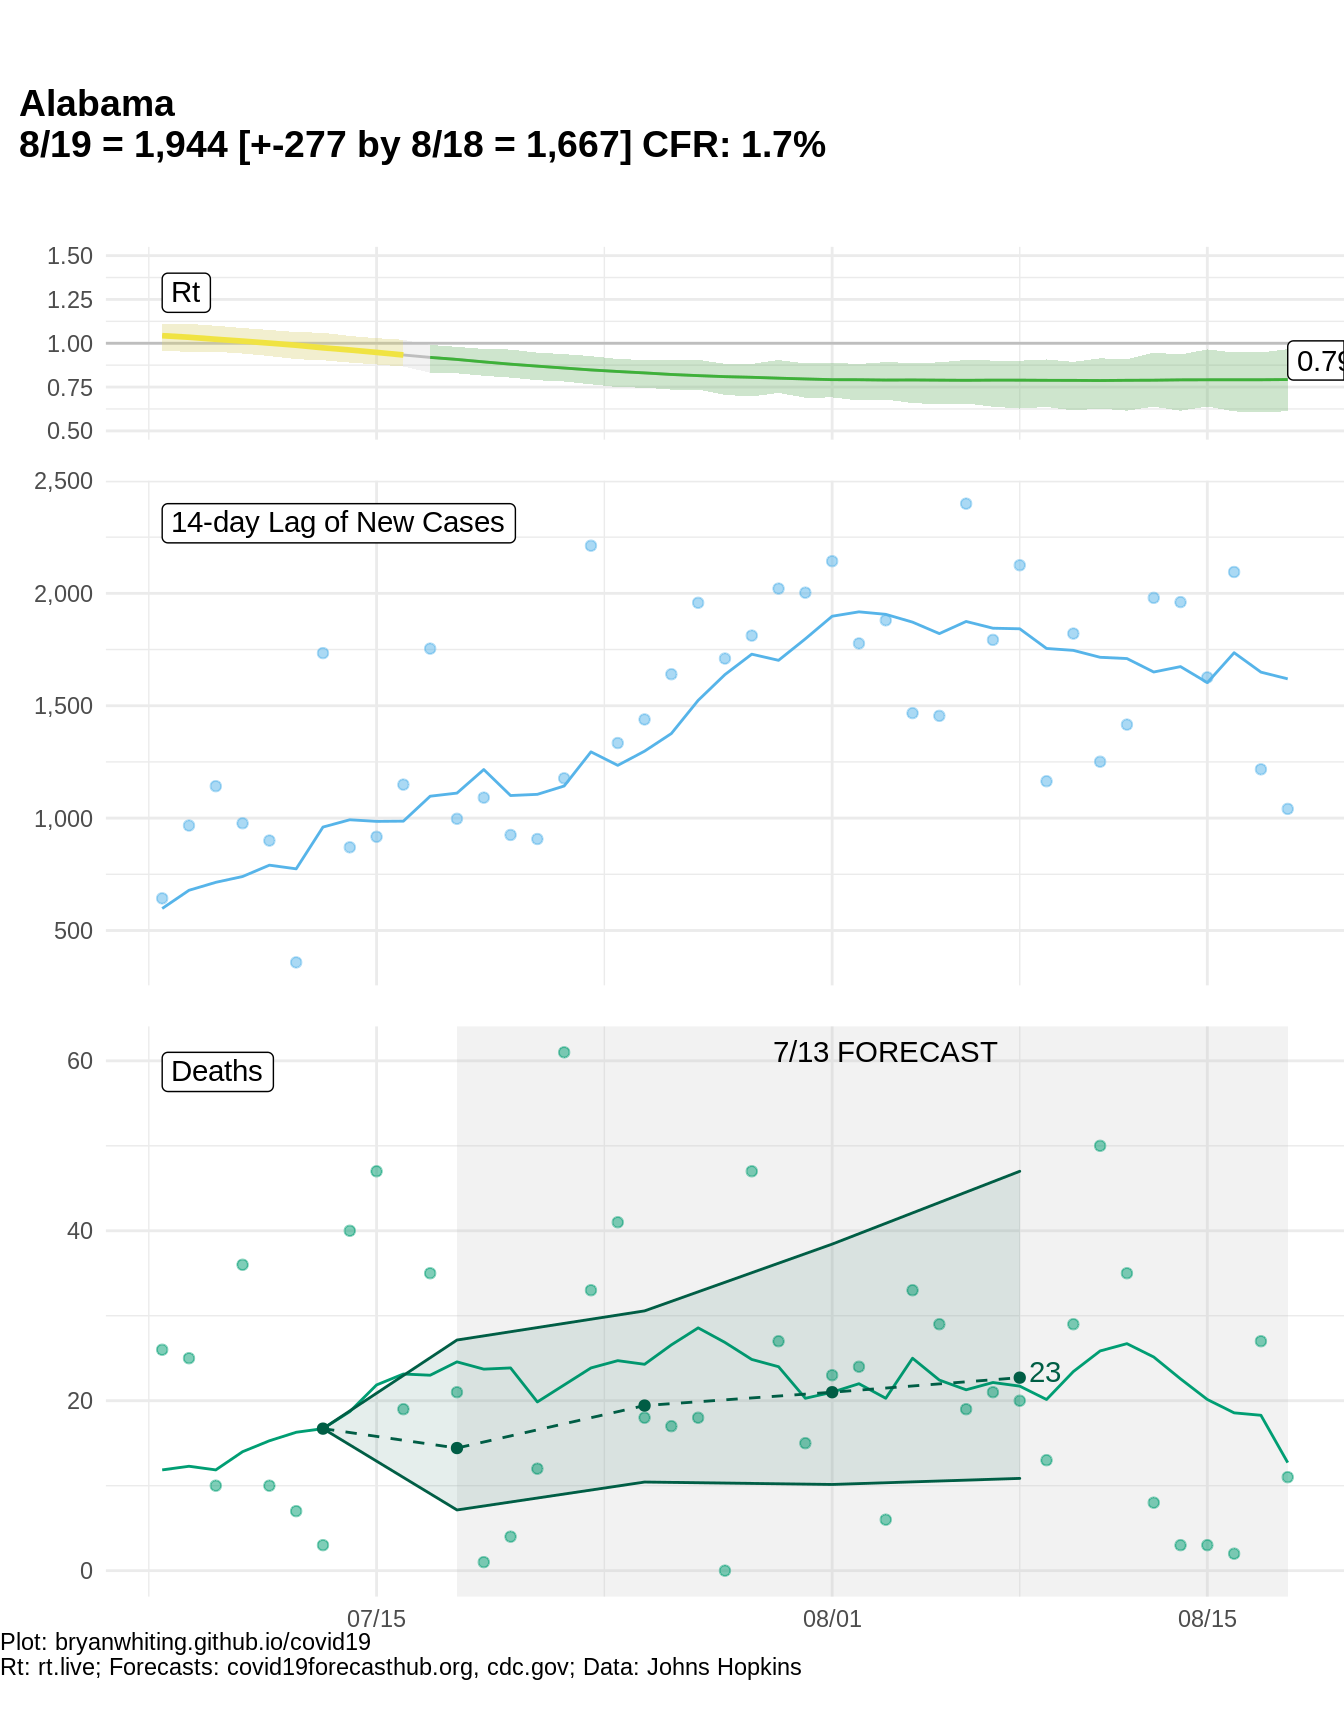 Alabama
8/19 = 1,944 [+-277 by 8/18 = 1,667] CFR: 1.7%
1.50
1.25
1.00
0.75
0.50
Rt
0.79
2,500
2,000
1,500
1,000
500
14-day Lag of New Cases
60
40
20
0
Deaths
7/13 FORECAST
23
07/15
08/01
08/15
Plot: bryanwhiting.github.io/covid19
Rt: rt.live; Forecasts: covid19forecasthub.org, cdc.gov; Data: Johns Hopkins